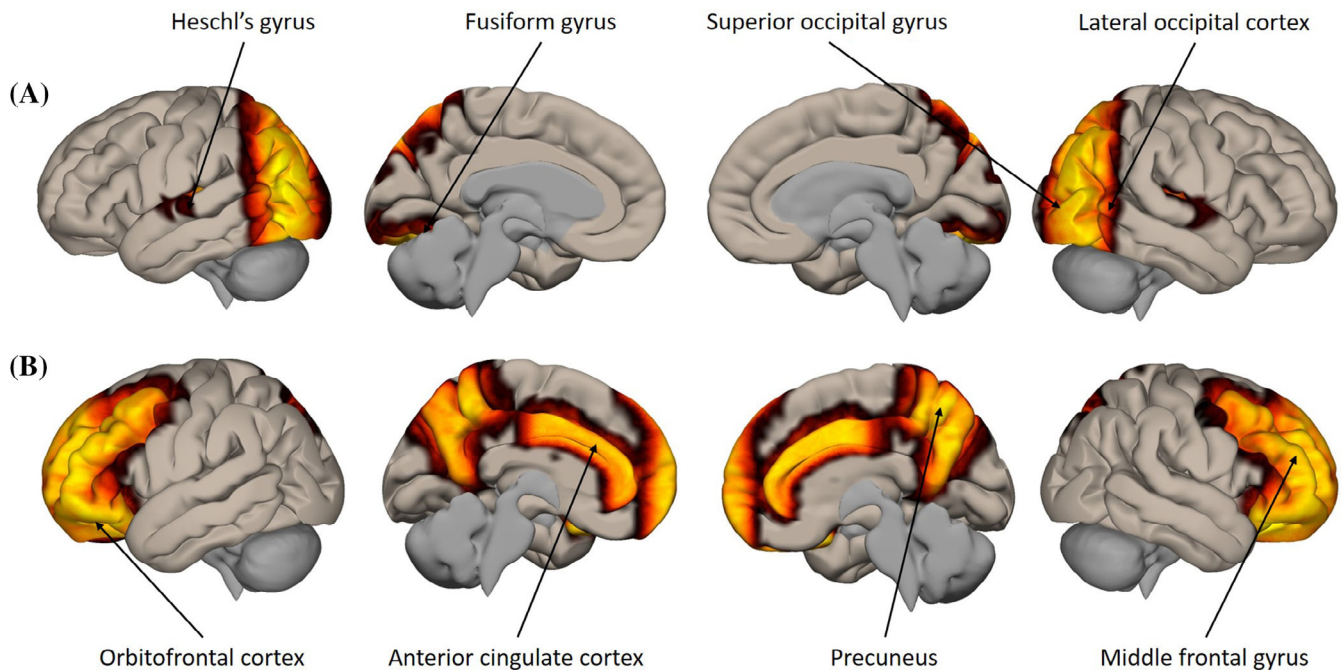 Heschl's gyrus
Fusiform gyrus
Superior occipital gyrus
Lateral occipital cortex
(A)
(B)
Orbitofrontal cortex
Anterior cingulate cortex
Precuneus
Middle frontal gyrus